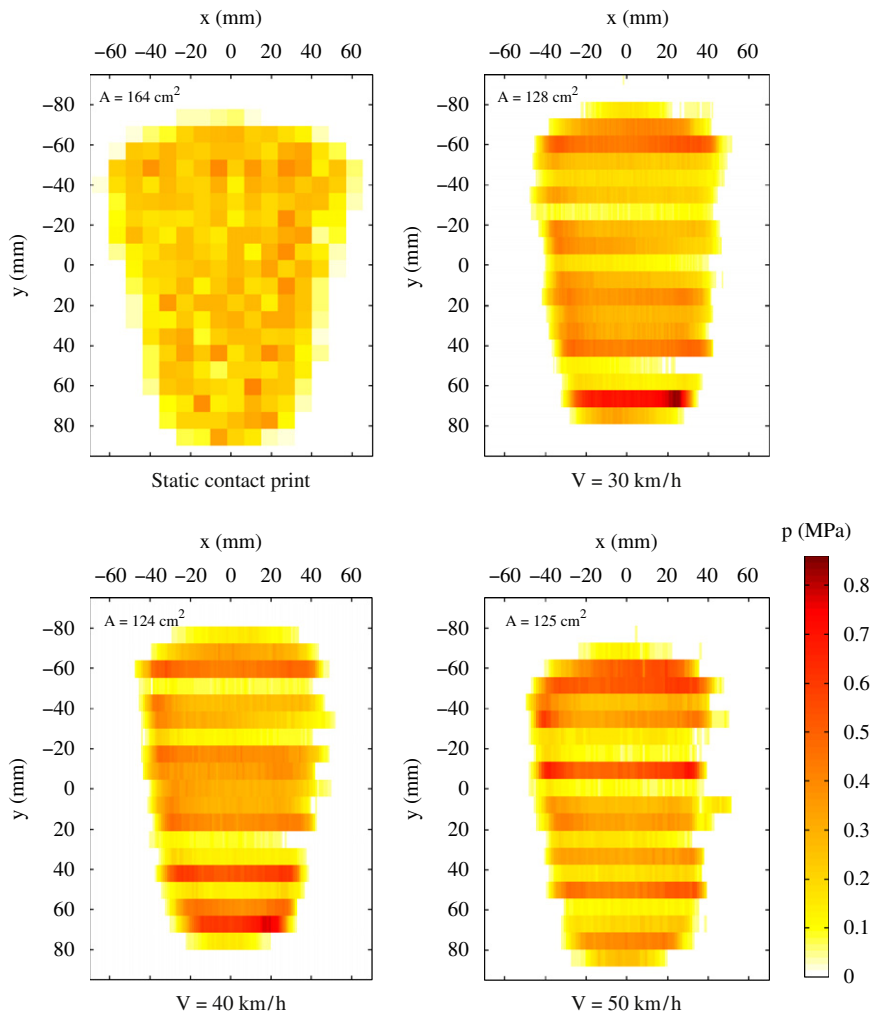 x (mm)
−60 −40 −20 0 20 40 60
A = 164 cm²
y (mm)
−80
−60
−40
−20
0
20
40
60
80
Static contact print
x (mm)
−60 −40 −20 0 20 40 60
A = 128 cm²
y (mm)
−80
−60
−40
−20
0
20
40
60
80
V = 30 km/h
x (mm)
−60 −40 −20 0 20 40 60
A = 124 cm²
y (mm)
−80
−60
−40
−20
0
20
40
60
80
V = 40 km/h
x (mm)
−60 −40 −20 0 20 40 60
A = 125 cm²
y (mm)
−80
−60
−40
−20
0
20
40
60
80
V = 50 km/h
p (MPa)
0.8
0.7
0.6
0.5
0.4
0.3
0.2
0.1
0